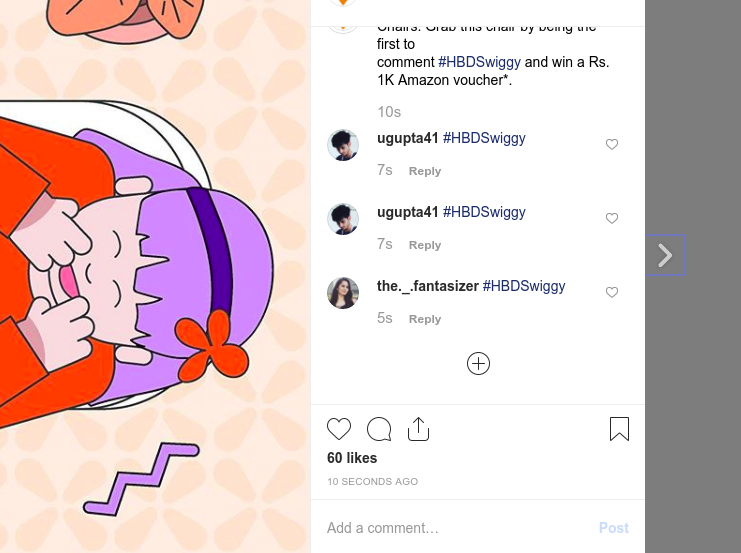 Chairs. Grab this chair by being the
first to
comment #HBDSwiggy and win a Rs.
1K Amazon voucher*.
10s
ugupta41 #HBDSwiggy
7s Reply
ugupta41 #HBDSwiggy
7s Reply
the._.fantasizer #HBDSwiggy
5s Reply
60 likes
10 SECONDS AGO
Add a comment… Post